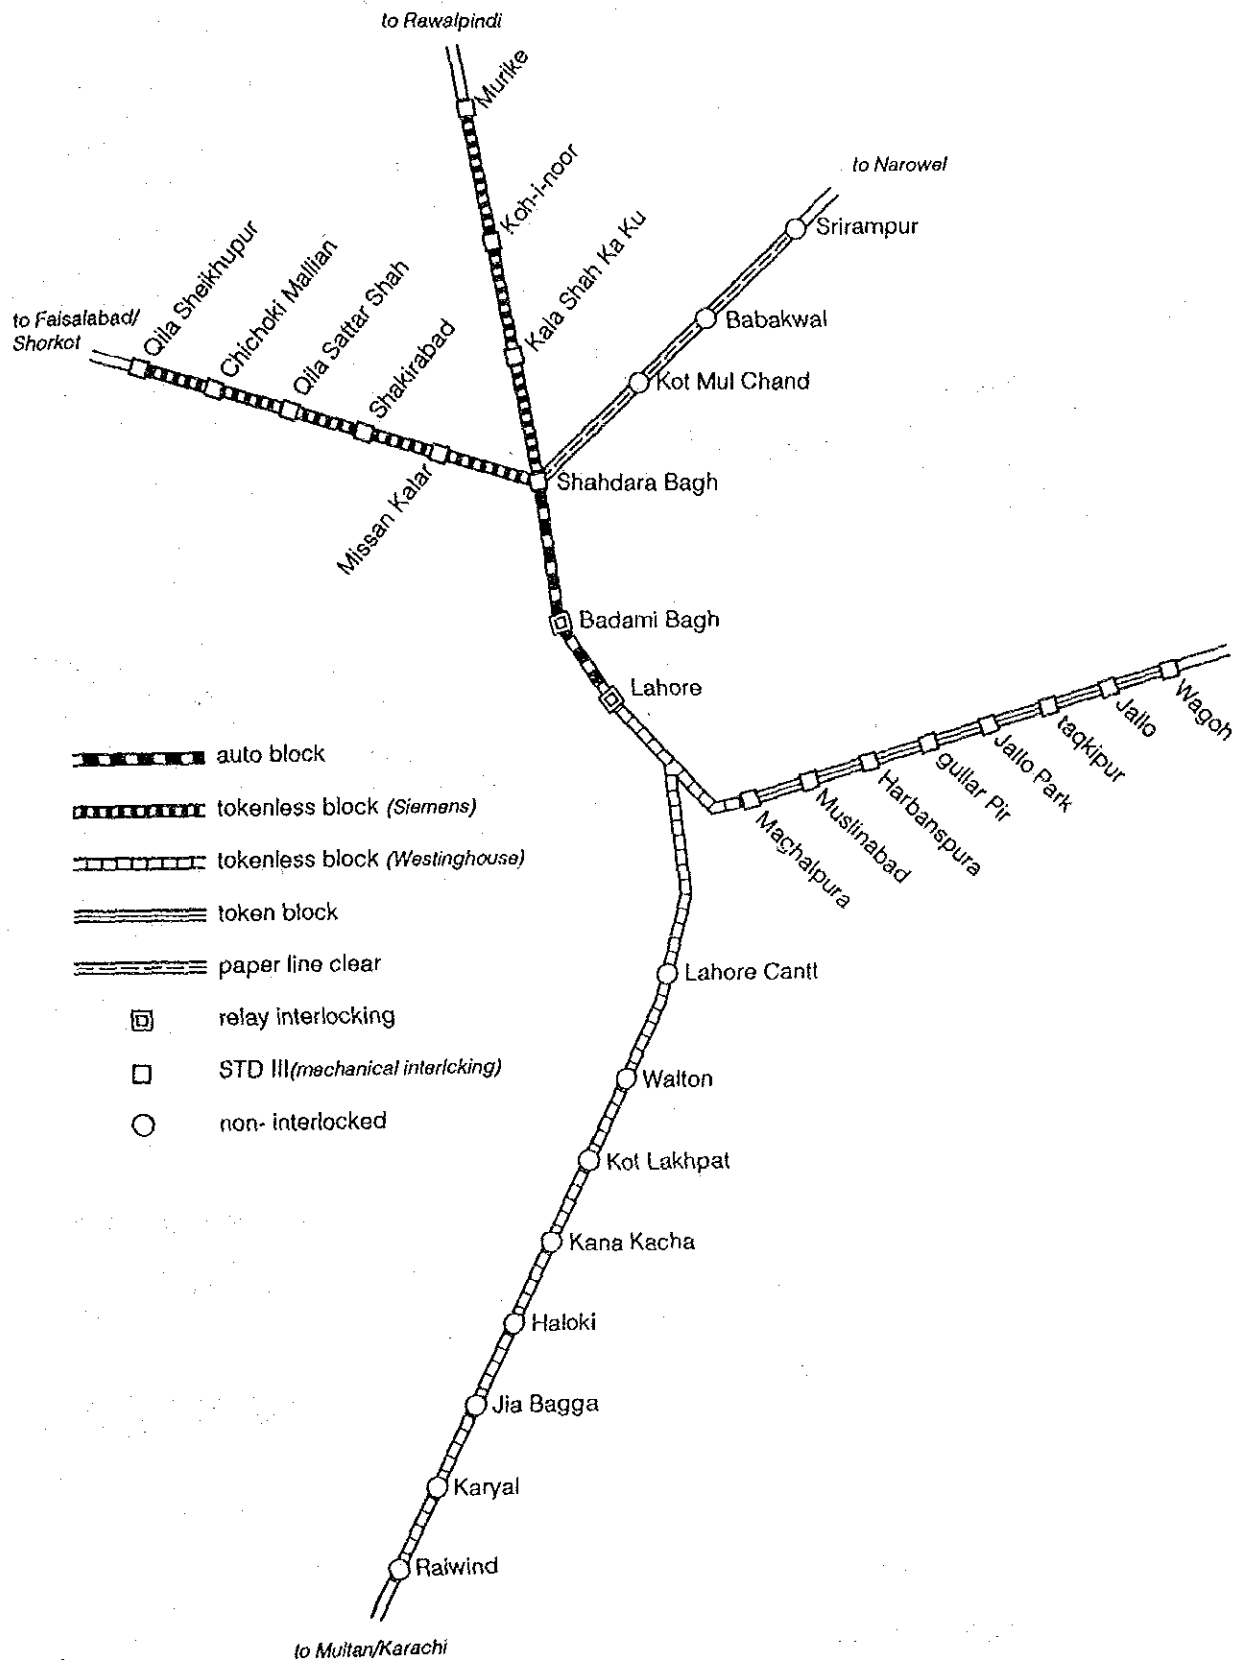 to Rawalpindi
Murike
to Narowel
Koh-i-noor
Srirampur
Kala Shah Ka Ku
Qila Sheikhupur
Chichoki Mallian
Qila Sattar Shah
Shakirabad
to Faisalabad/
Shorkot
Babakwal
Kot Mul Chand
Missan Kalar
Shahdara Bagh
Badami Bagh
Lahore
Wagoh
Jallo
taqkipur
Jallo Park
gullar Pir
Harbanspura
Muslinabad
Maghalpura
auto block
tokenless block (Siemens)
tokenless block (Westinghouse)
token block
paper line clear
relay interlocking
STD III(mechanical interlcking)
non- interlocked
Lahore Cantt
Walton
Kot Lakhpat
Kana Kacha
Haloki
Jia Bagga
Karyal
Raiwind
to Multan/Karachi